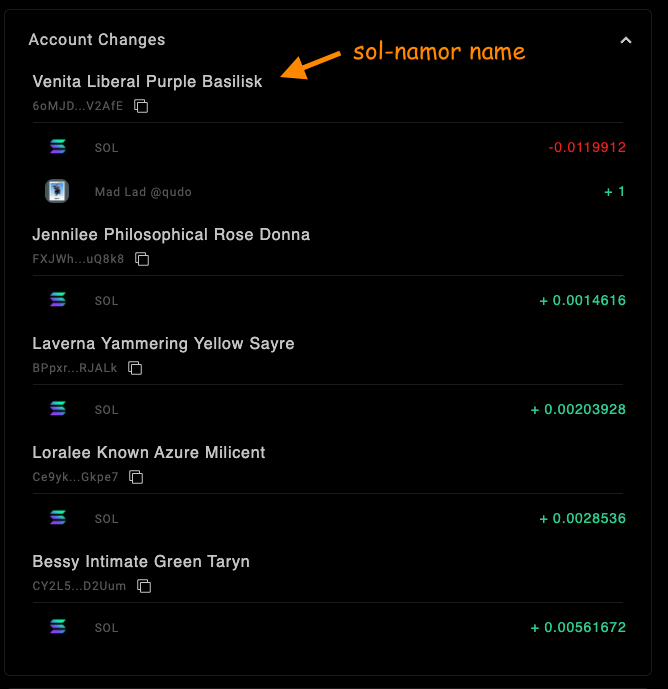 Account Changes
sol-namor name
Venita Liberal Purple Basilisk
6oMJD...V2AfE
SOL -0.0119912
Mad Lad @qudo + 1
Jennilee Philosophical Rose Donna
FXJWh...uQ8k8
SOL + 0.0014616
Laverna Yammering Yellow Sayre
BPpxr...RJALk
SOL + 0.00203928
Loralee Known Azure Milicent
Ce9yk...Gkpe7
SOL + 0.0028536
Bessy Intimate Green Taryn
CY2L5...D2Uum
SOL + 0.00561672